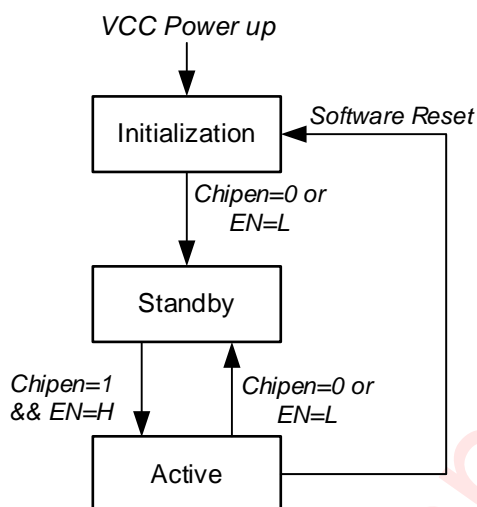 VCC Power up
Initialization
Software Reset
Chipen=0 or
EN=L
Standby
Chipen=1
&& EN=H
Chipen=0 or
EN=L
Active